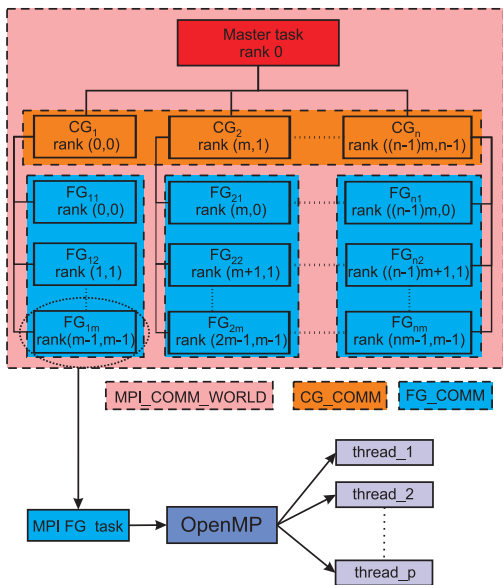 Master task
rank 0
CG₁
rank (0,0)
CG₂
rank (m,1)
CGₙ
rank ((n-1)m,n-1)
FG₁₁
rank (0,0)
FG₂₁
rank (m,0)
FGₙ₁
rank ((n-1)m,0)
FG₁₂
rank (1,1)
FG₂₂
rank (m+1,1)
FGₙ₂
rank ((n-1)m+1,1)
FG₁ₘ
rank(m-1,m-1)
FG₂ₘ
rank (2m-1,m-1)
FGₙₘ
rank (nm-1,m-1)
MPI_COMM_WORLD
CG_COMM
FG_COMM
thread_1
thread_2
MPI FG task
OpenMP
thread_p